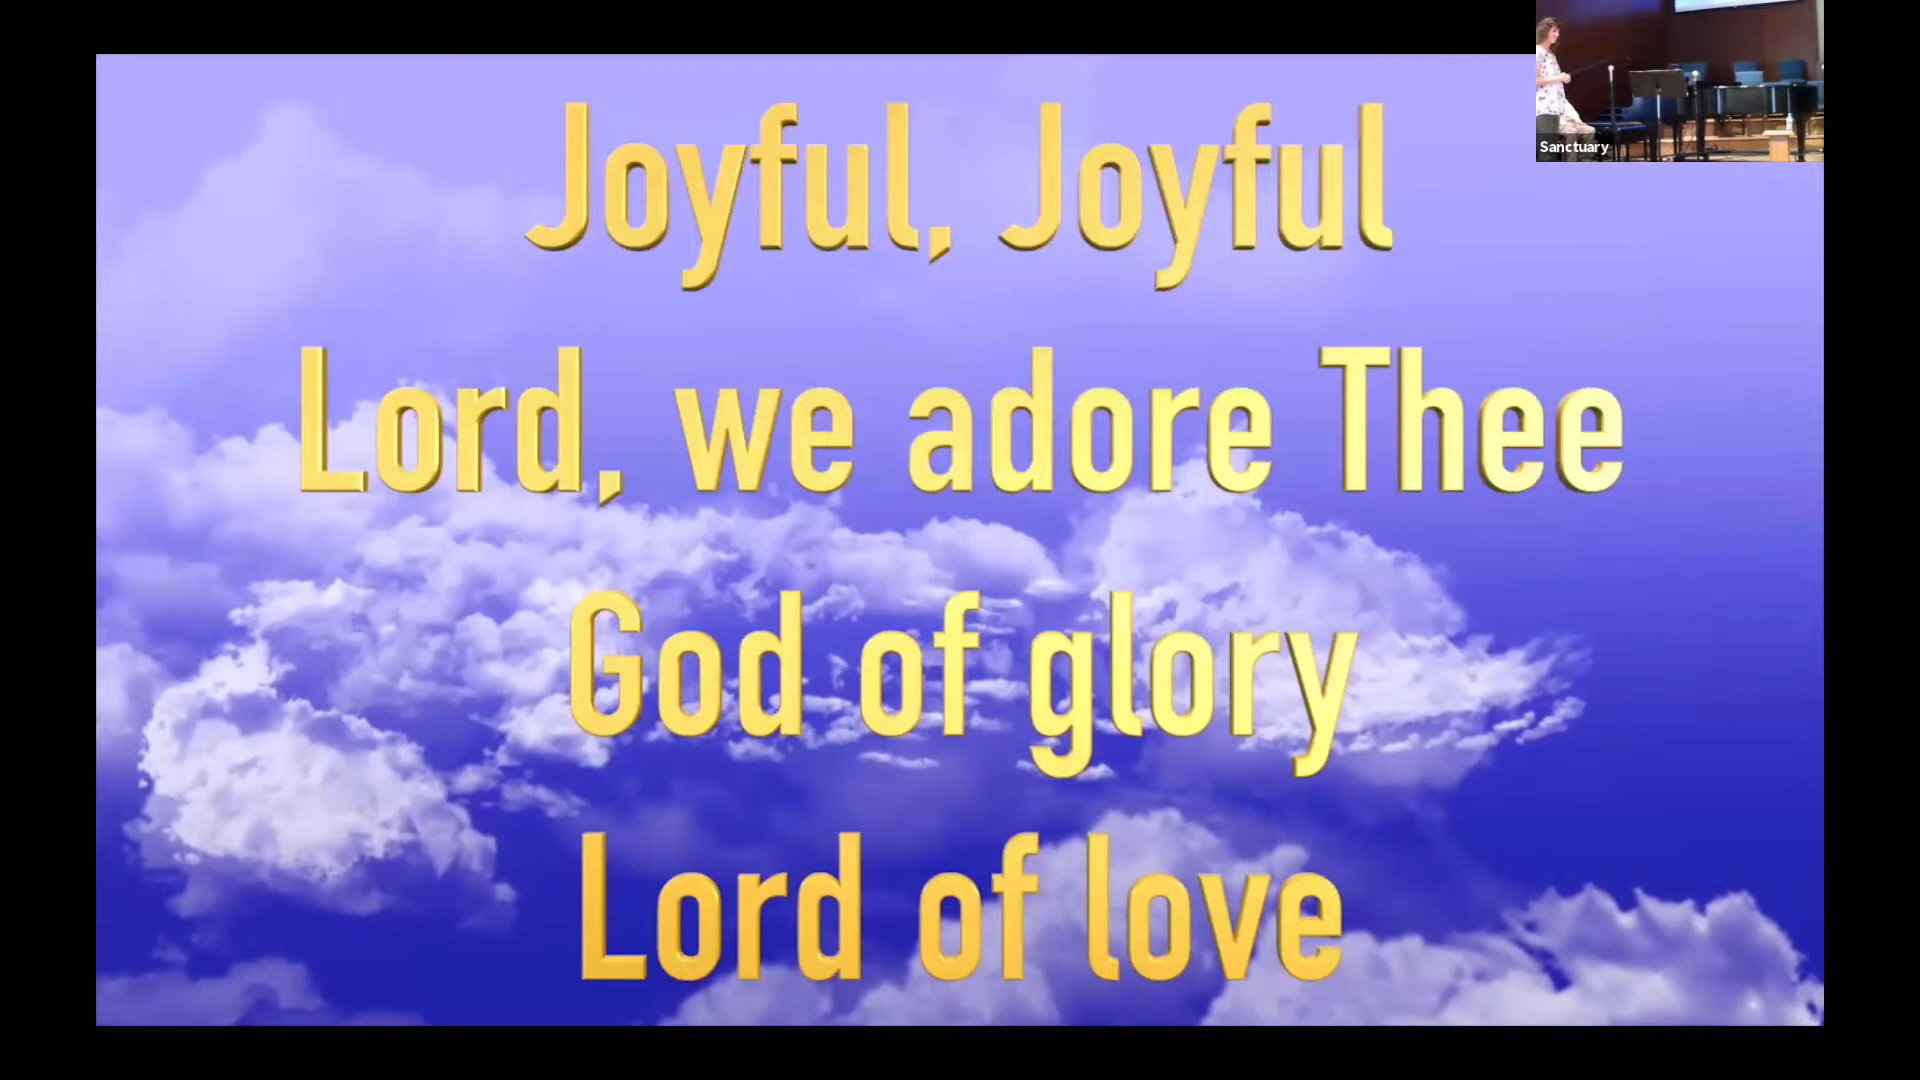 Joyful, Joyful
Lord, we adore Thee
God of glory
Lord of love
Sanctuary